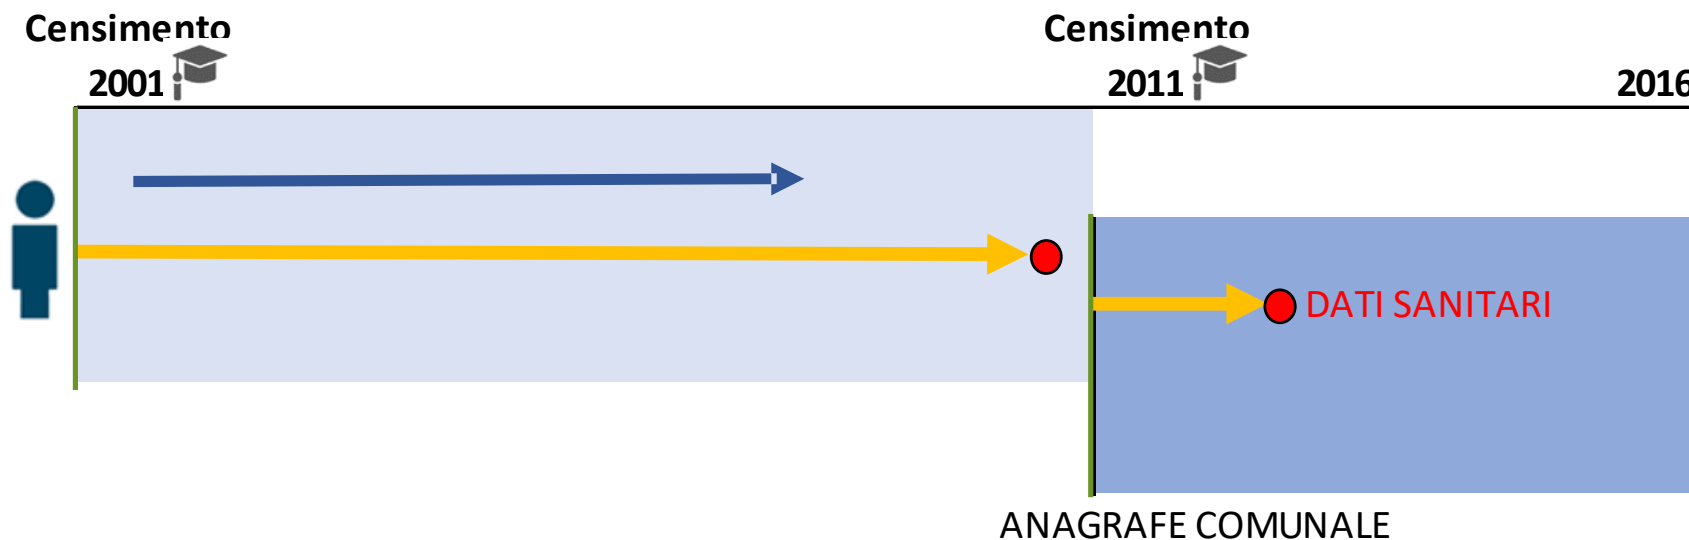 Censimento
2001
Censimento
2011
2016
DATI SANITARI
ANAGRAFE COMUNALE